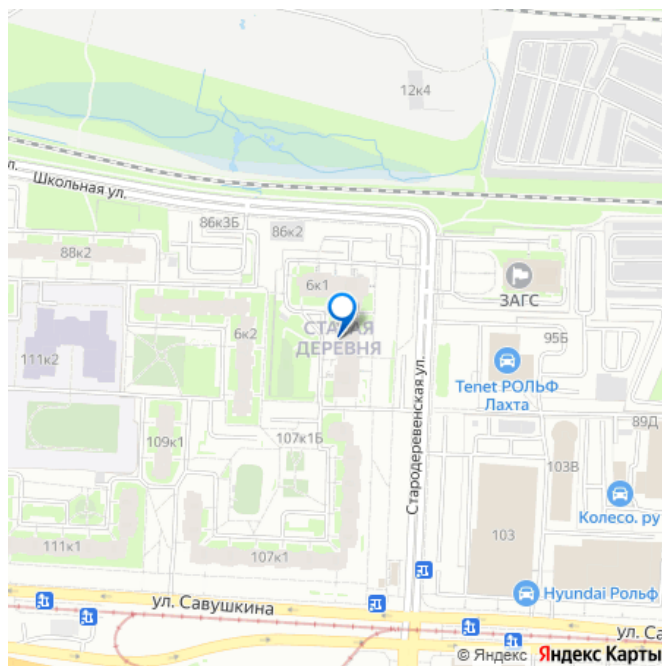 12к4
ул.
Школьная ул.
86к3Б
86к2
88к2
6к1
ЗАГС
СТАРАЯ
ДЕРЕВНЯ
6к2
95Б
111к2
Tenet РОЛЬФ
Лахта
Стародеревенская ул.
89Д
109к1
107к1Б
103В
Колесо. ру
103
111к1
107к1
Hyundai Рольф
ул. Савушкина
ул. Са
© Яндекс Яндекс Карты